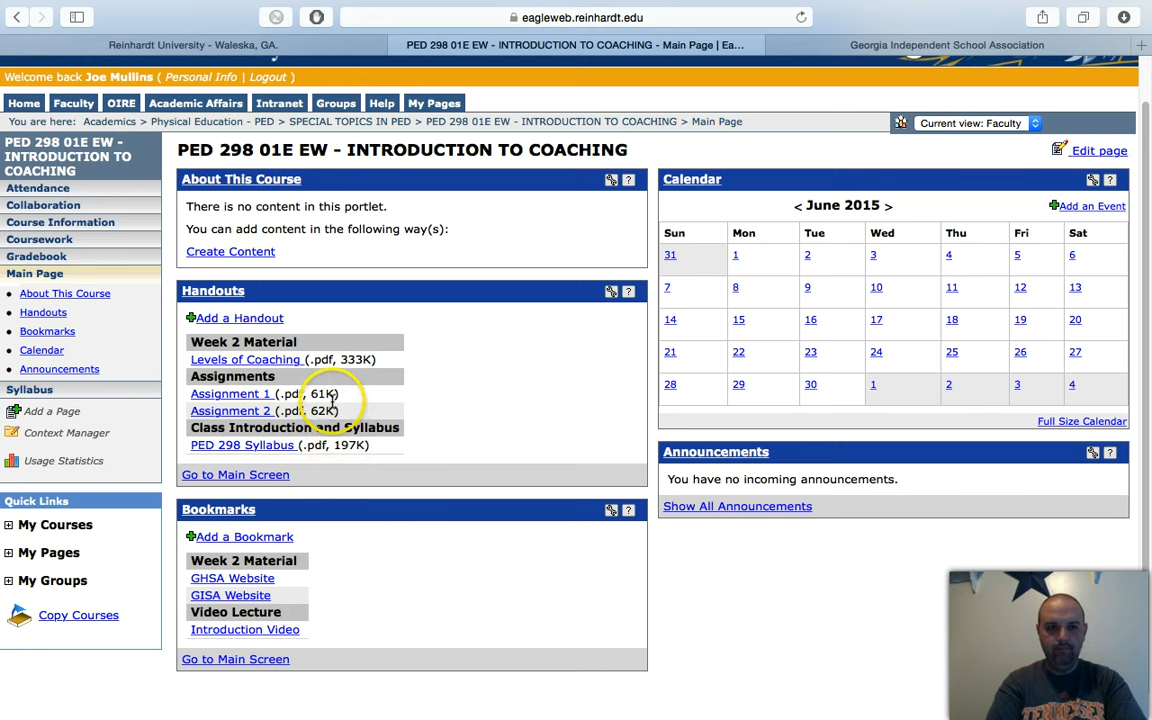 eagleweb.reinhardt.edu
Reinhardt University - Waleska, GA.
PED 298 01E EW - INTRODUCTION TO COACHING - Main Page | Ea...
Georgia Independent School Association
Welcome back Joe Mullins ( Personal Info | Logout )
Home Faculty OIRE Academic Affairs Intranet Groups Help My Pages
You are here: Academics > Physical Education - PED > SPECIAL TOPICS IN PED > PED 298 01E EW - INTRODUCTION TO COACHING > Main Page
Current view: Faculty
PED 298 01E EW -
INTRODUCTION TO
COACHING
Attendance
Collaboration
Course Information
Coursework
Gradebook
Main Page
About This Course
Handouts
Bookmarks
Calendar
Announcements
Syllabus
Add a Page
Context Manager
Usage Statistics
Quick Links
My Courses
My Pages
My Groups
Copy Courses
PED 298 01E EW - INTRODUCTION TO COACHING
Edit page
About This Course
?
There is no content in this portlet.
You can add content in the following way(s):
Create Content
Handouts
?
Add a Handout
Week 2 Material
Levels of Coaching (.pdf, 333K)
Assignments
Assignment 1 (.pdf, 61K)
Assignment 2 (.pdf, 62K)
Class Introduction and Syllabus
PED 298 Syllabus (.pdf, 197K)
Go to Main Screen
Bookmarks
?
Add a Bookmark
Week 2 Material
GHSA Website
GISA Website
Video Lecture
Introduction Video
Go to Main Screen
Calendar
?
< June 2015 >
Add an Event
Sun Mon Tue Wed Thu Fri Sat
31 1 2 3 4 5 6
7 8 9 10 11 12 13
14 15 16 17 18 19 20
21 22 23 24 25 26 27
28 29 30 1 2 3 4
Full Size Calendar
Announcements
?
You have no incoming announcements.
Show All Announcements
TENNESSEE